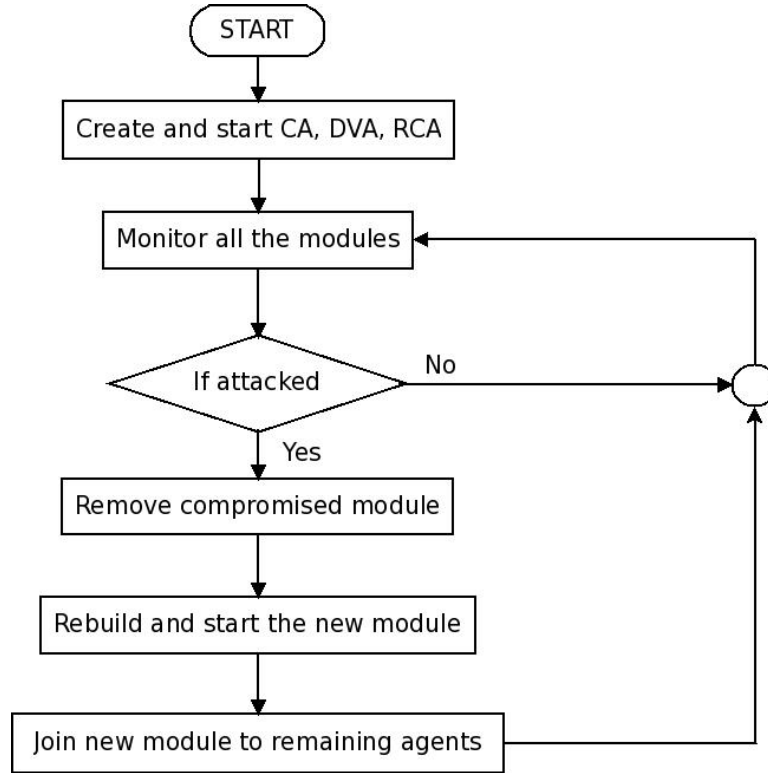 START
Create and start CA, DVA, RCA
Monitor all the modules
If attacked
No
Yes
Remove compromised module
Rebuild and start the new module
Join new module to remaining agents